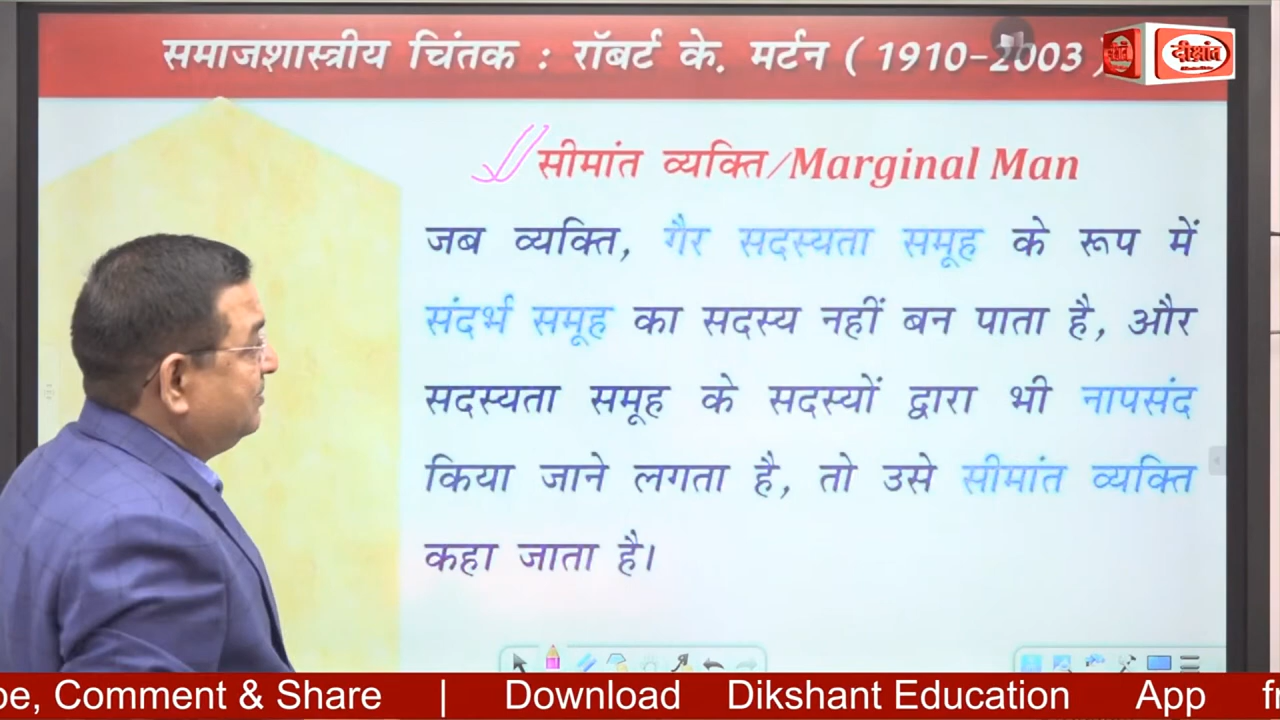 समाजशास्त्रीय चिंतक : रॉबर्ट के. मर्टन ( 1910-2003 )
दीक्षांत
सीमांत व्यक्ति/Marginal Man
जब व्यक्ति, गैर सदस्यता समूह के रूप में
संदर्भ समूह का सदस्य नहीं बन पाता है, और
सदस्यता समूह के सदस्यों द्वारा भी नापसंद
किया जाने लगता है, तो उसे सीमांत व्यक्ति
कहा जाता है।
Comment & Share | Download Dikshant Education App